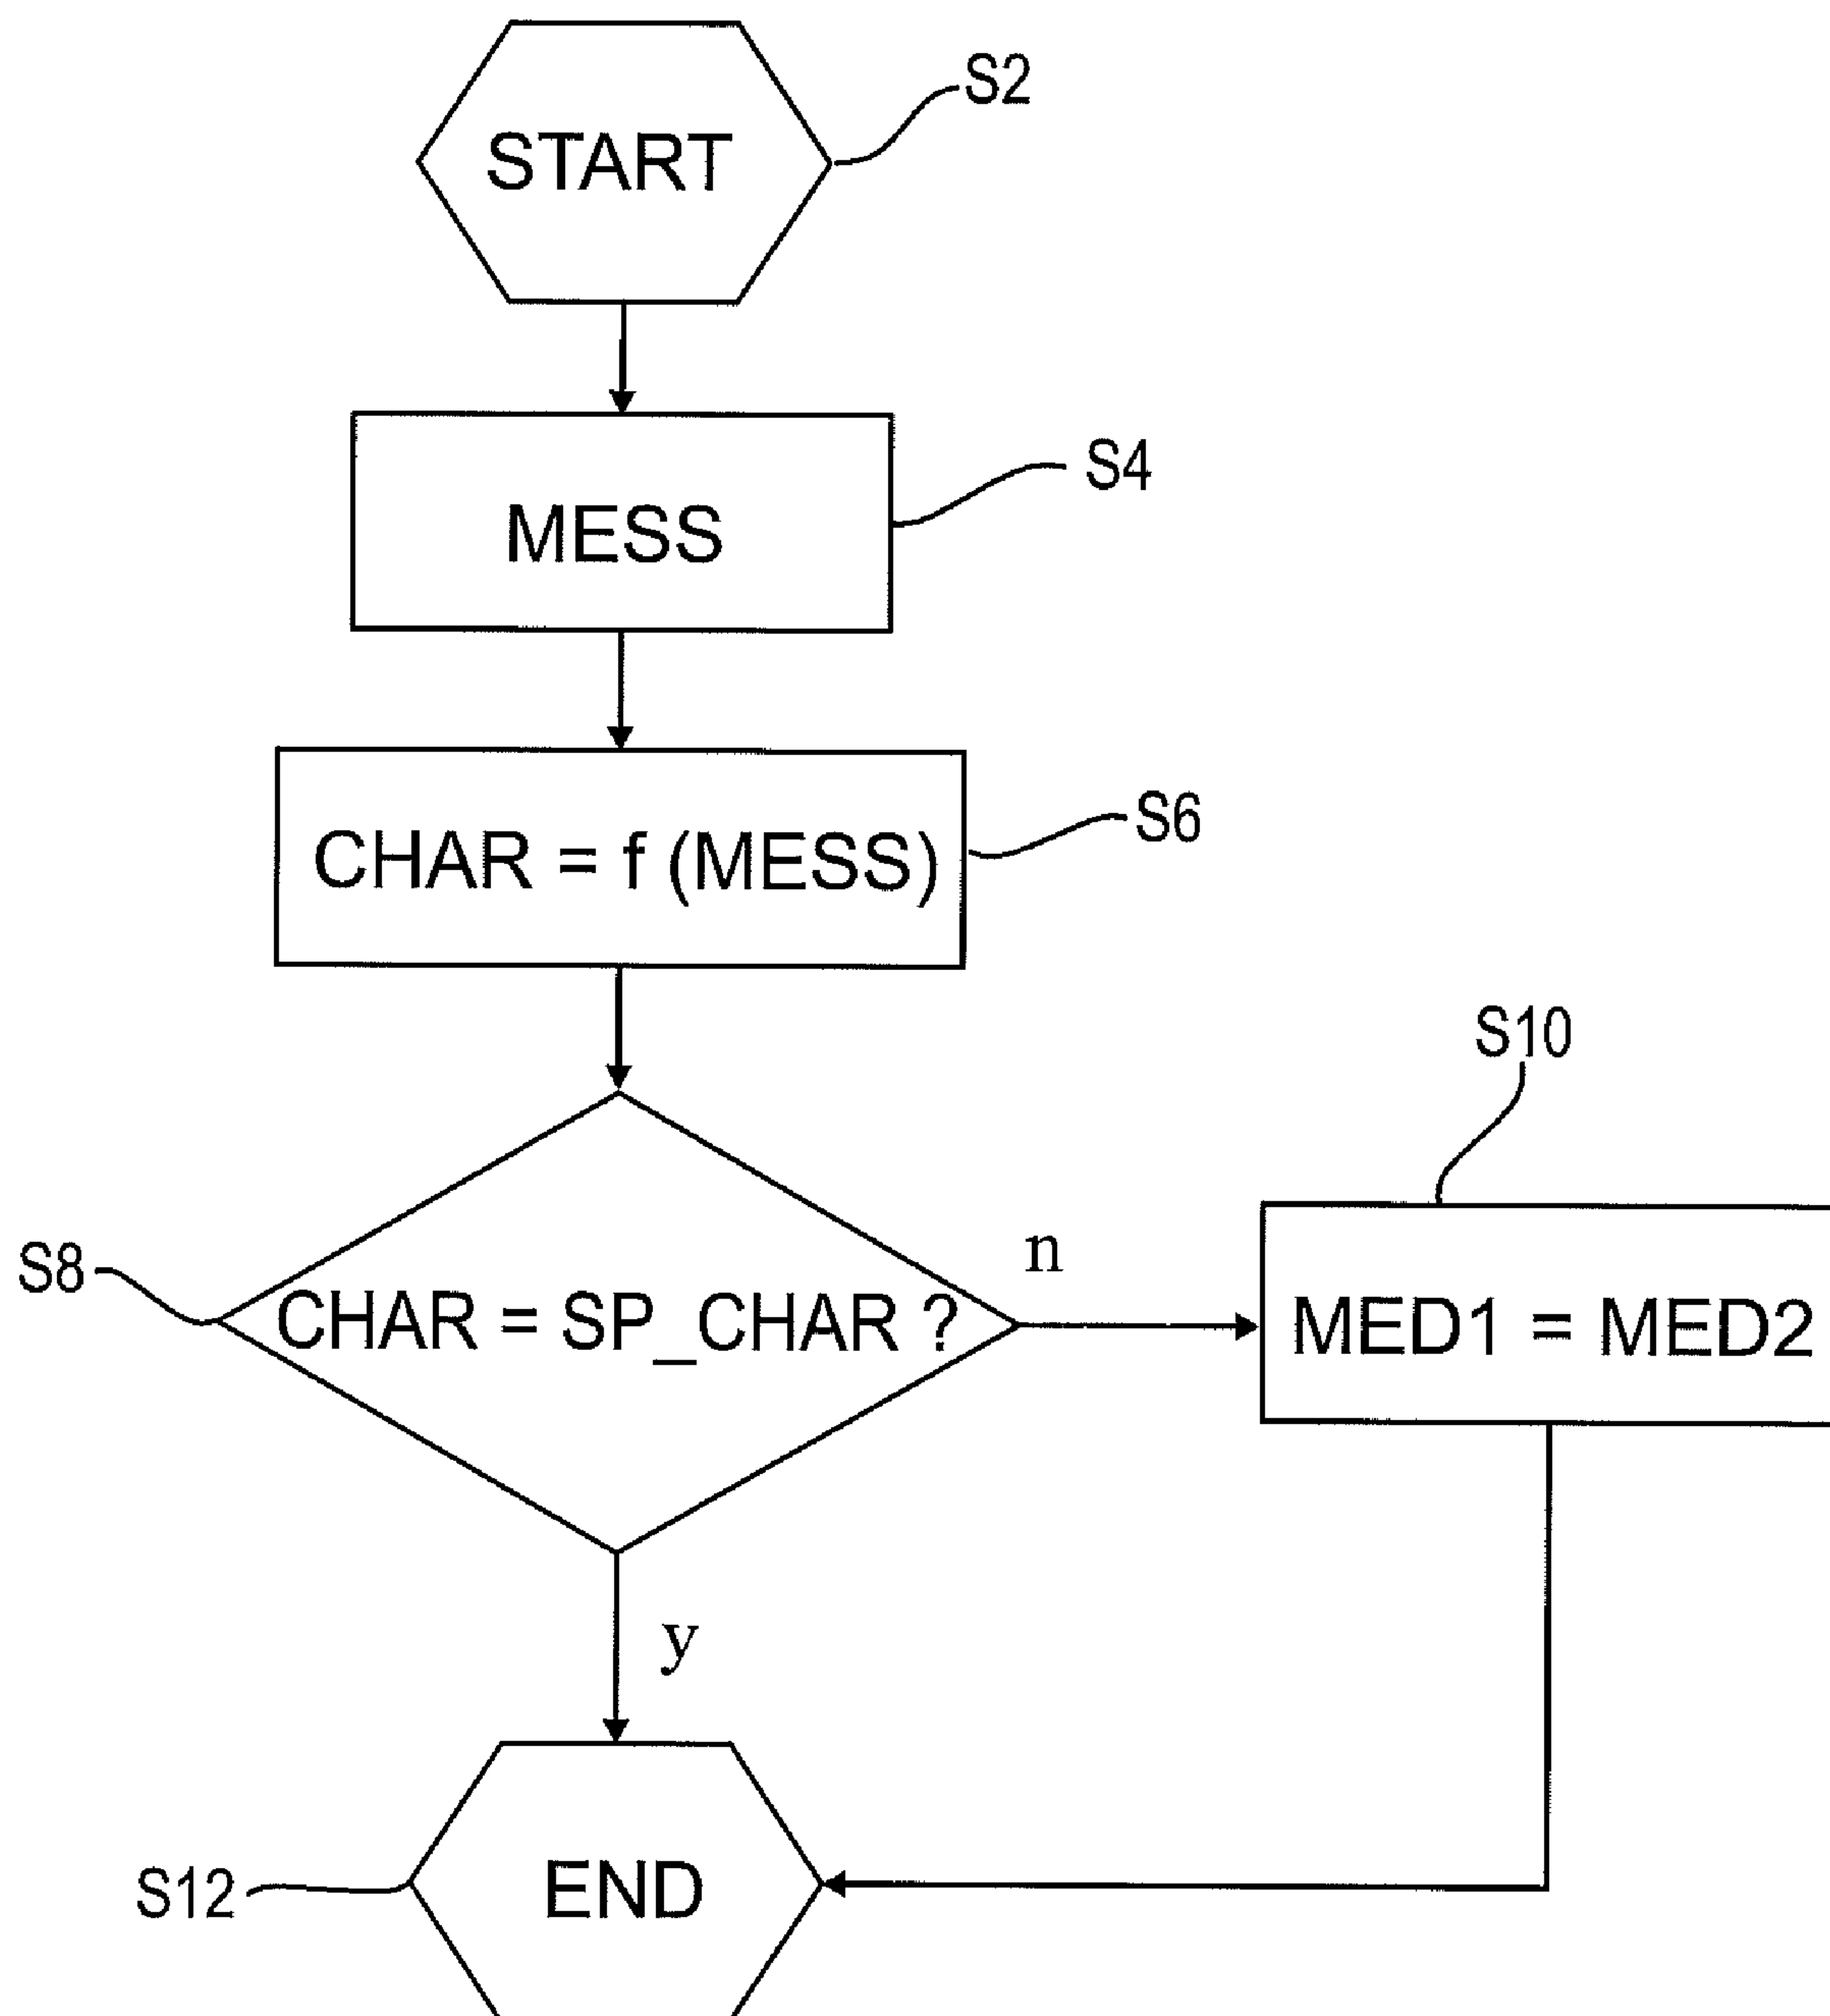 START
S2
MESS
S4
CHAR = f (MESS)
S6
S10
S8
CHAR = SP_CHAR ?
n
MED1 = MED2
y
S12
END